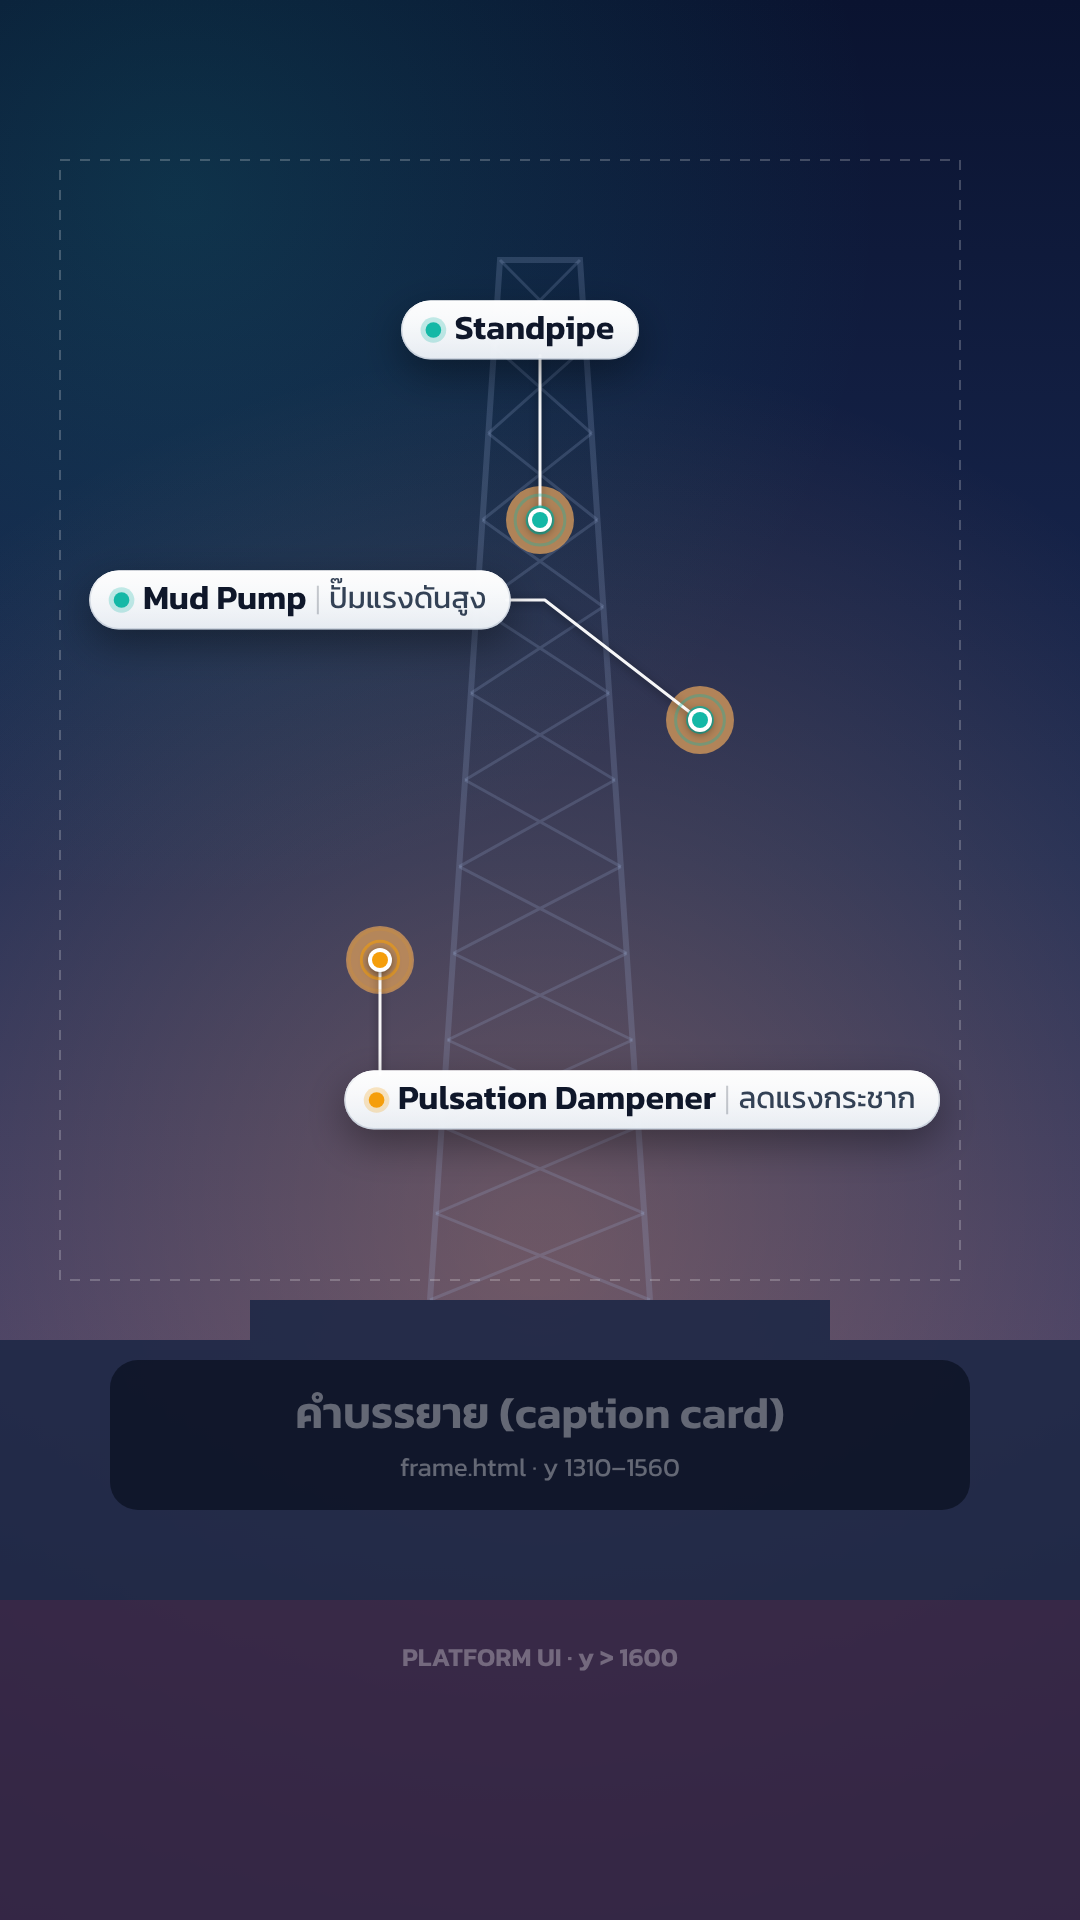 Standpipe
Mud Pump | ปั๊มแรงดันสูง
Pulsation Dampener | ลดแรงกระชาก
คำบรรยาย (caption card)
frame.html · y 1310–1560
PLATFORM UI · y > 1600